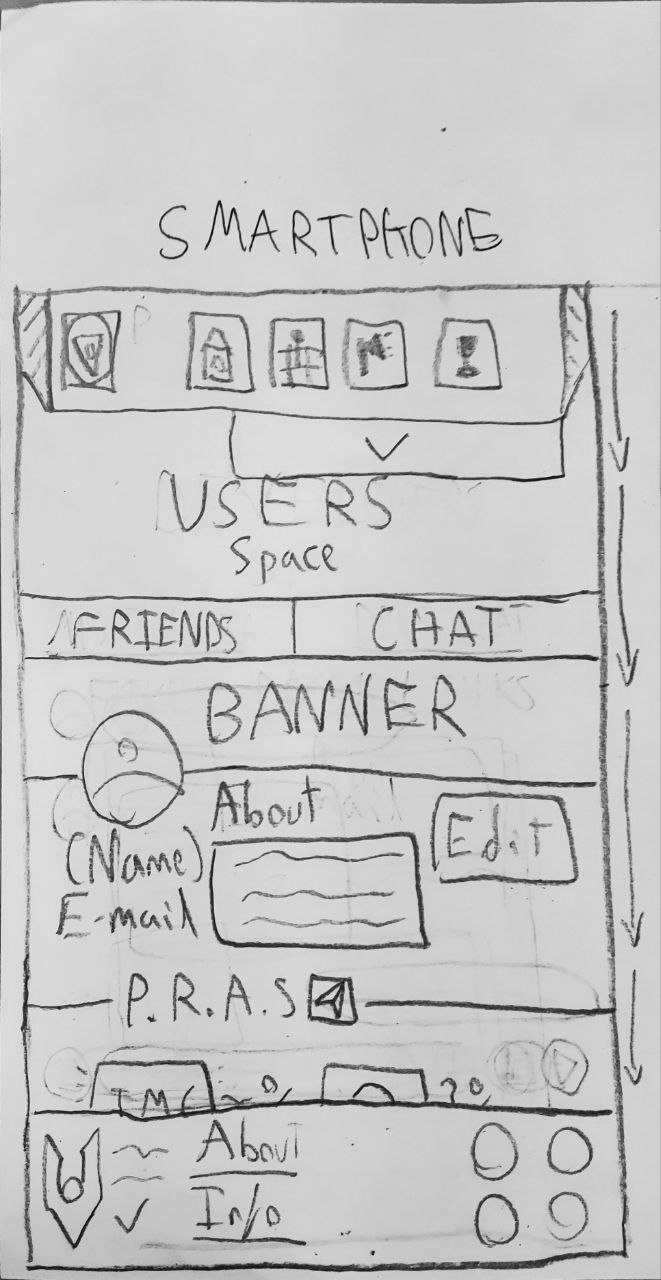 SMARTPHONE
USERS
Space
FRIENDS CHAT
BANNER
About
Edit
(Name)
E-mail
P.R.A.S
About
Info